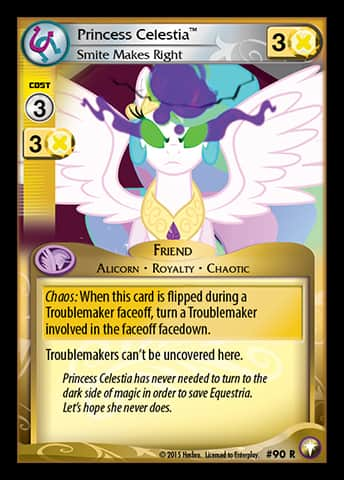 Princess Celestia™
Smite Makes Right
3
COST
3
3
FRIEND
ALICORN • ROYALTY • CHAOTIC
Chaos: When this card is flipped during a
Troublemaker faceoff, turn a Troublemaker
involved in the faceoff facedown.
Troublemakers can't be uncovered here.
Princess Celestia has never needed to turn to the
dark side of magic in order to save Equestria.
Let's hope she never does.
© 2015 Hasbro. Licensed to Enterplay. #90 R